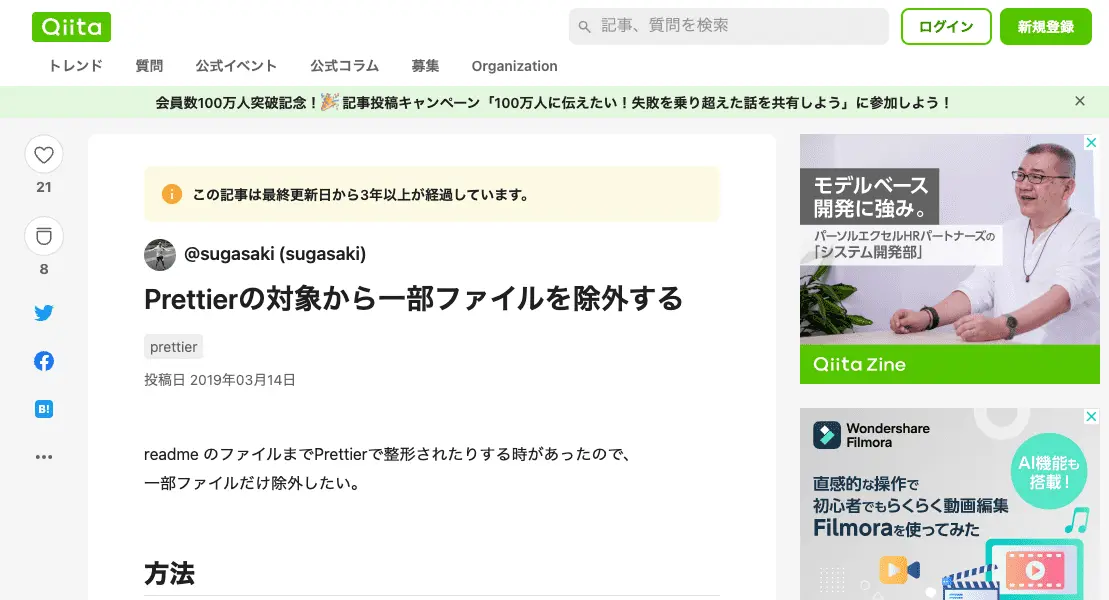 Qiita
記事、質問を検索
ログイン
新規登録
トレンド
質問
公式イベント
公式コラム
募集
Organization
会員数100万人突破記念！🎉記事投稿キャンペーン「100万人に伝えたい！失敗を乗り超えた話を共有しよう」に参加しよう！
21
8
B!
この記事は最終更新日から3年以上が経過しています。
@sugasaki (sugasaki)
Prettierの対象から一部ファイルを除外する
prettier
投稿日 2019年03月14日
readme のファイルまでPrettierで整形されたりする時があったので、
一部ファイルだけ除外したい。
方法
モデルベース
開発に強み。
パーソルエクセルHRパートナーズの
「システム開発部」
Qiita Zine
Wondershare
Filmora
AI機能も
搭載！
直感的な操作で
初心者でもらくらく動画編集
Filmoraを使ってみた